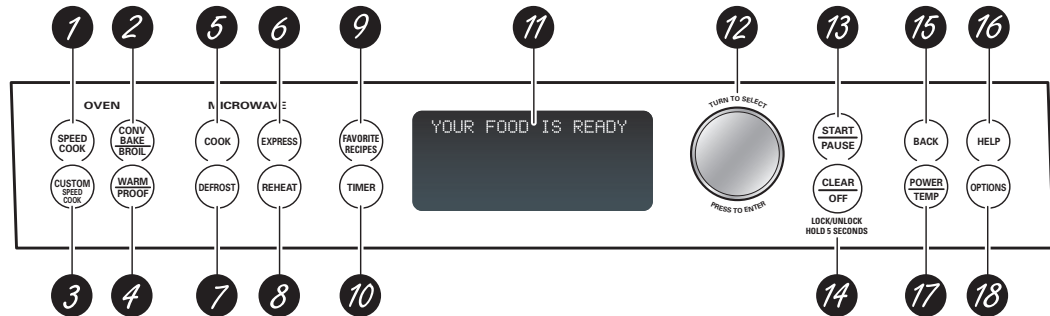 1 2 5 6 9 11 12 13 15 16
OVEN MICROWAVE
SPEED
COOK
CONV
BAKE
BROIL
COOK
EXPRESS
FAVORITE
RECIPES
YOUR FOOD IS READY
TURN TO SELECT
START
PAUSE
BACK
HELP
CUSTOM
SPEED
COOK
WARM
PROOF
DEFROST
REHEAT
TIMER
PRESS TO ENTER
CLEAR
OFF
POWER
TEMP
OPTIONS
LOCK/UNLOCK
HOLD 5 SECONDS
3 4 7 8 10 14 17 18